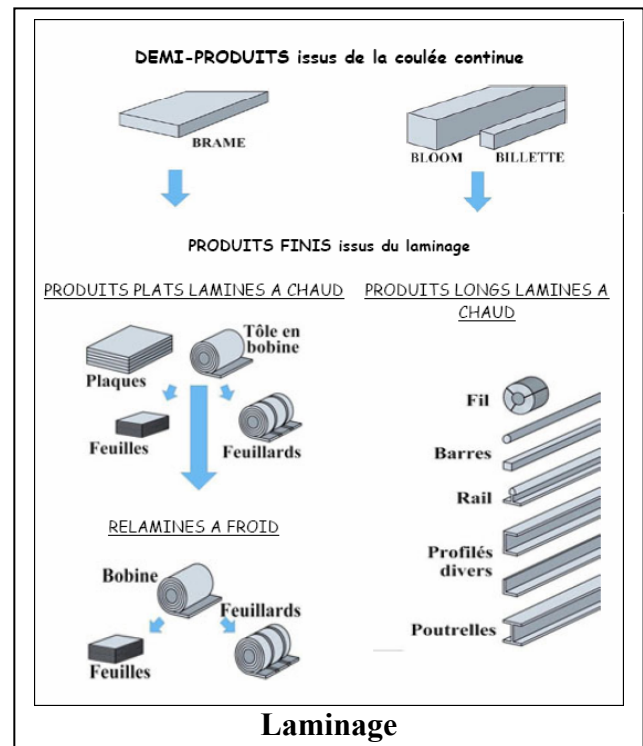 DEMI-PRODUITS issus de la coulée continue
BRAME
BLOOM BILLETTE
PRODUITS FINIS issus du laminage
PRODUITS PLATS LAMINES A CHAUD
Plaques
Tôle en
bobine
Feuilles
Feuillards
RELAMINES A FROID
Bobine
Feuillards
Feuilles
PRODUITS LONGS LAMINES A
CHAUD
Fil
Barres
Rail
Profilés
divers
Poutrelles
Laminage